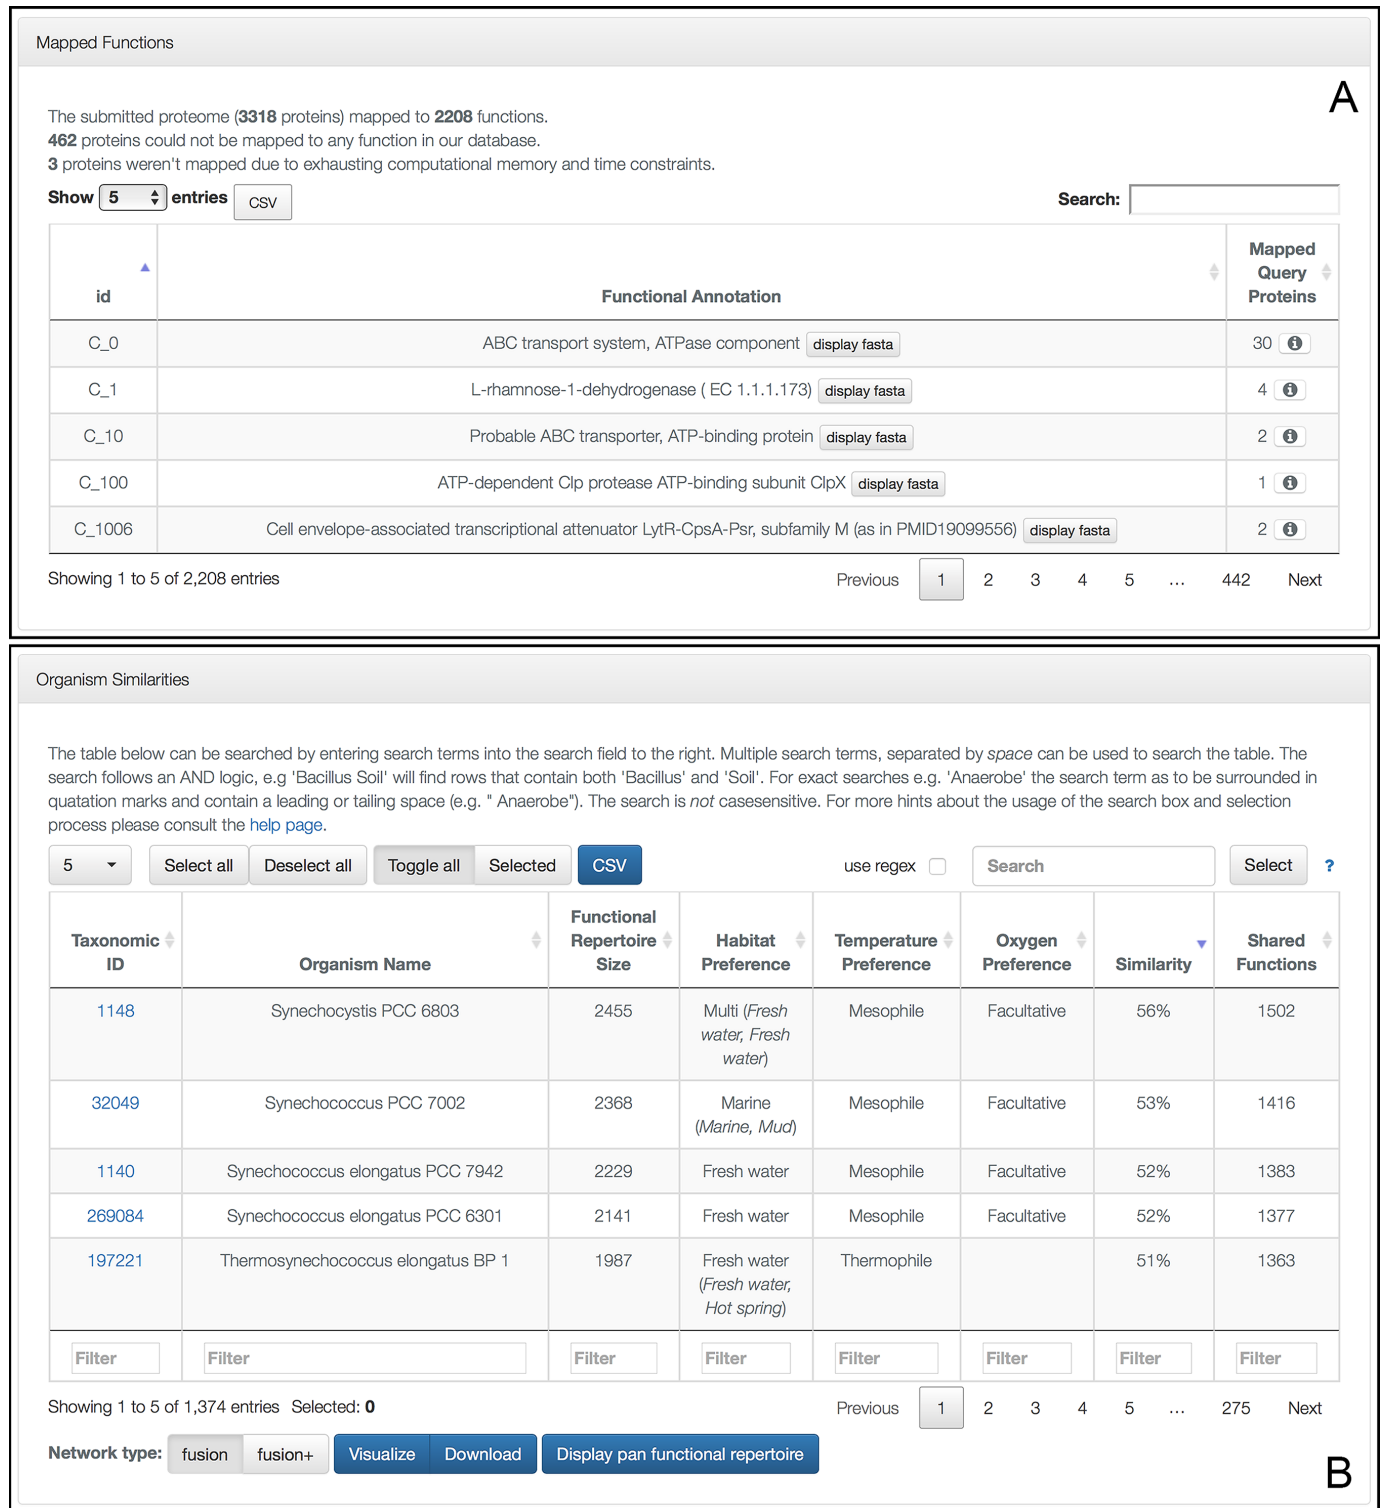 Mapped Functions
A
The submitted proteome (3318 proteins) mapped to 2208 functions.
462 proteins could not be mapped to any function in our database.
3 proteins weren't mapped due to exhausting computational memory and time constraints.
Show 5 entries CSV Search:
id Functional Annotation Mapped Query Proteins
C_0 ABC transport system, ATPase component display fasta 30
C_1 L-rhamnose-1-dehydrogenase ( EC 1.1.1.173) display fasta 4
C_10 Probable ABC transporter, ATP-binding protein display fasta 2
C_100 ATP-dependent Clp protease ATP-binding subunit ClpX display fasta 1
C_1006 Cell envelope-associated transcriptional attenuator LytR-CpsA-Psr, subfamily M (as in PMID19099556) display fasta 2
Showing 1 to 5 of 2,208 entries Previous 1 2 3 4 5 ... 442 Next
Organism Similarities
The table below can be searched by entering search terms into the search field to the right. Multiple search terms, separated by space can be used to search the table. The
search follows an AND logic, e.g 'Bacillus Soil' will find rows that contain both 'Bacillus' and 'Soil'. For exact searches e.g. 'Anaerobe' the search term as to be surrounded in
quatation marks and contain a leading or tailing space (e.g. " Anaerobe"). The search is not casesensitive. For more hints about the usage of the search box and selection
process please consult the help page.
5 Select all Deselect all Toggle all Selected CSV use regex Search Select ?
Taxonomic ID Organism Name Functional Repertoire Size Habitat Preference Temperature Preference Oxygen Preference Similarity Shared Functions
1148 Synechocystis PCC 6803 2455 Multi (Fresh water, Fresh water) Mesophile Facultative 56% 1502
32049 Synechococcus PCC 7002 2368 Marine (Marine, Mud) Mesophile Facultative 53% 1416
1140 Synechococcus elongatus PCC 7942 2229 Fresh water Mesophile Facultative 52% 1383
269084 Synechococcus elongatus PCC 6301 2141 Fresh water Mesophile Facultative 52% 1377
197221 Thermosynechococcus elongatus BP 1 1987 Fresh water (Fresh water, Hot spring) Thermophile 51% 1363
Filter Filter Filter Filter Filter Filter Filter Filter
Showing 1 to 5 of 1,374 entries Selected: 0 Previous 1 2 3 4 5 ... 275 Next
Network type: fusion fusion+ Visualize Download Display pan functional repertoire
B